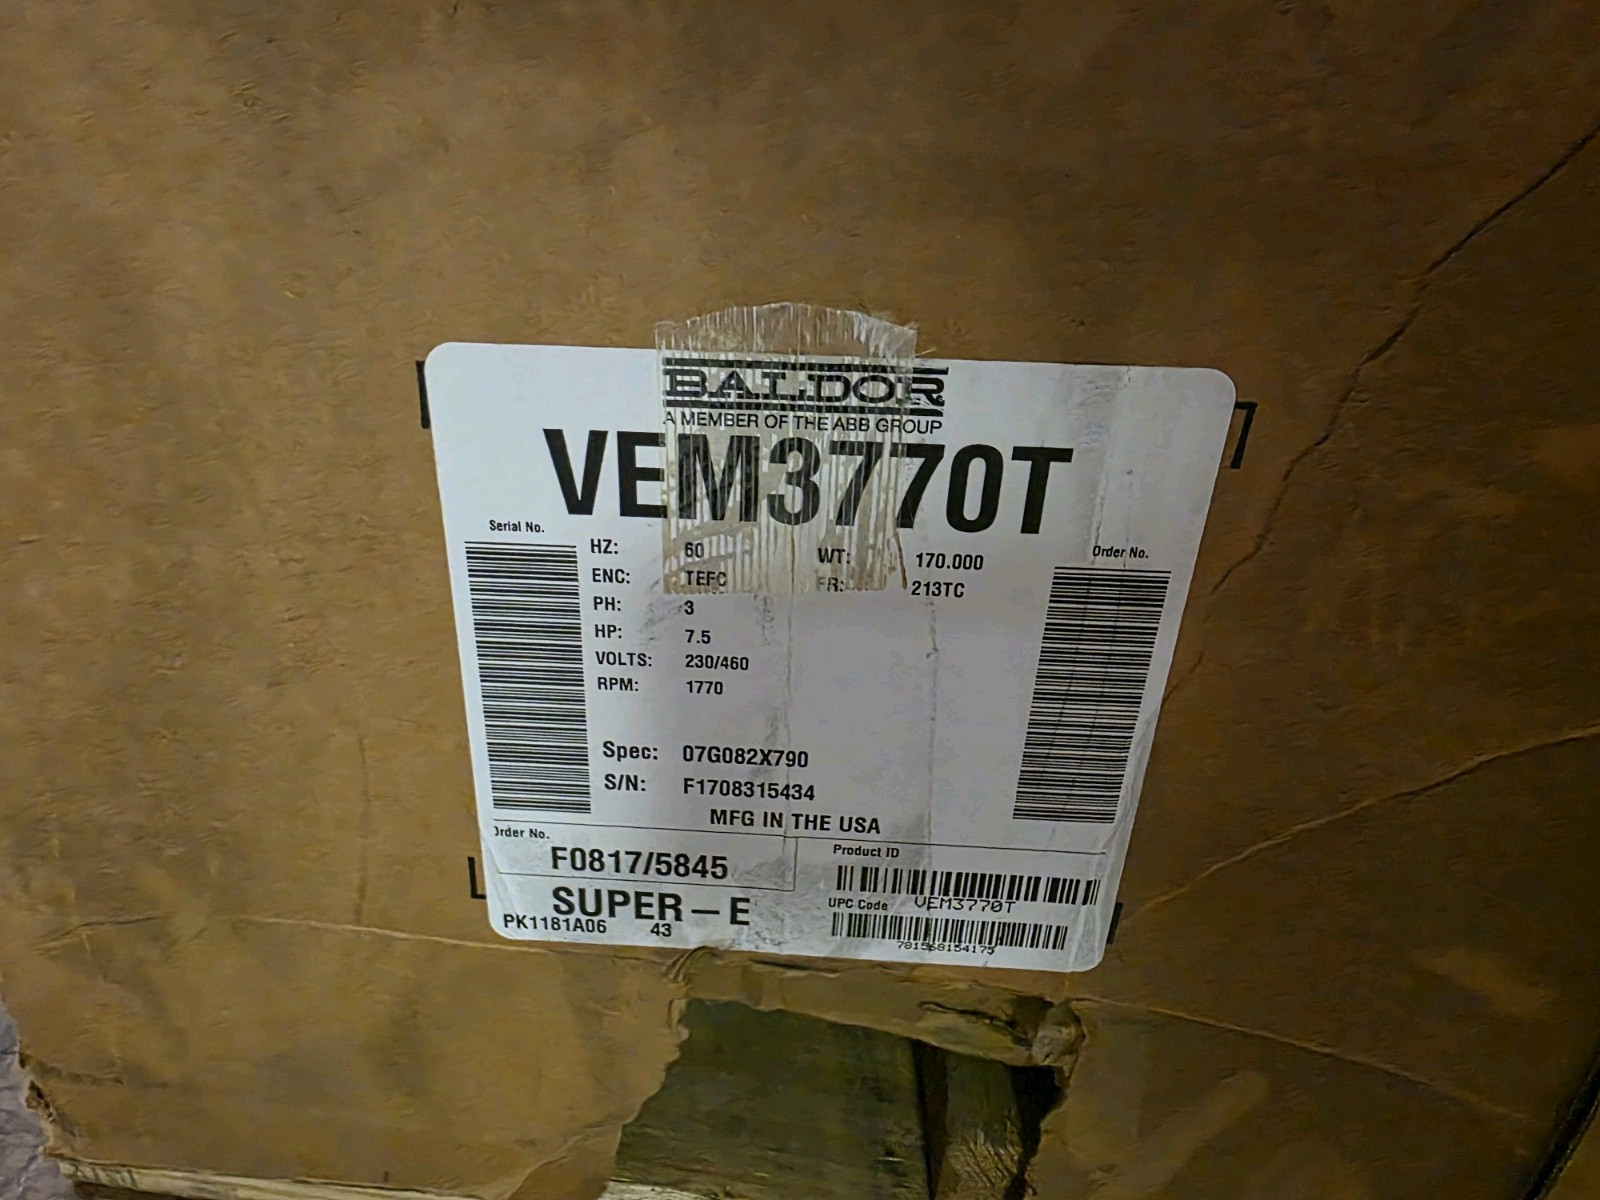 BALDOR
A MEMBER OF THE ABB GROUP
VEM3770T
Serial No.
Order No.
HZ: 60 WT: 170.000
ENC: TEFC FR: 213TC
PH: 3
HP: 7.5
VOLTS: 230/460
RPM: 1770
Spec: 07G082X790
S/N: F1708315434
MFG IN THE USA
Order No.
F0817/5845
Product ID
VEM3770T
SUPER-E
UPC Code
781568154175
PK1181A06 43